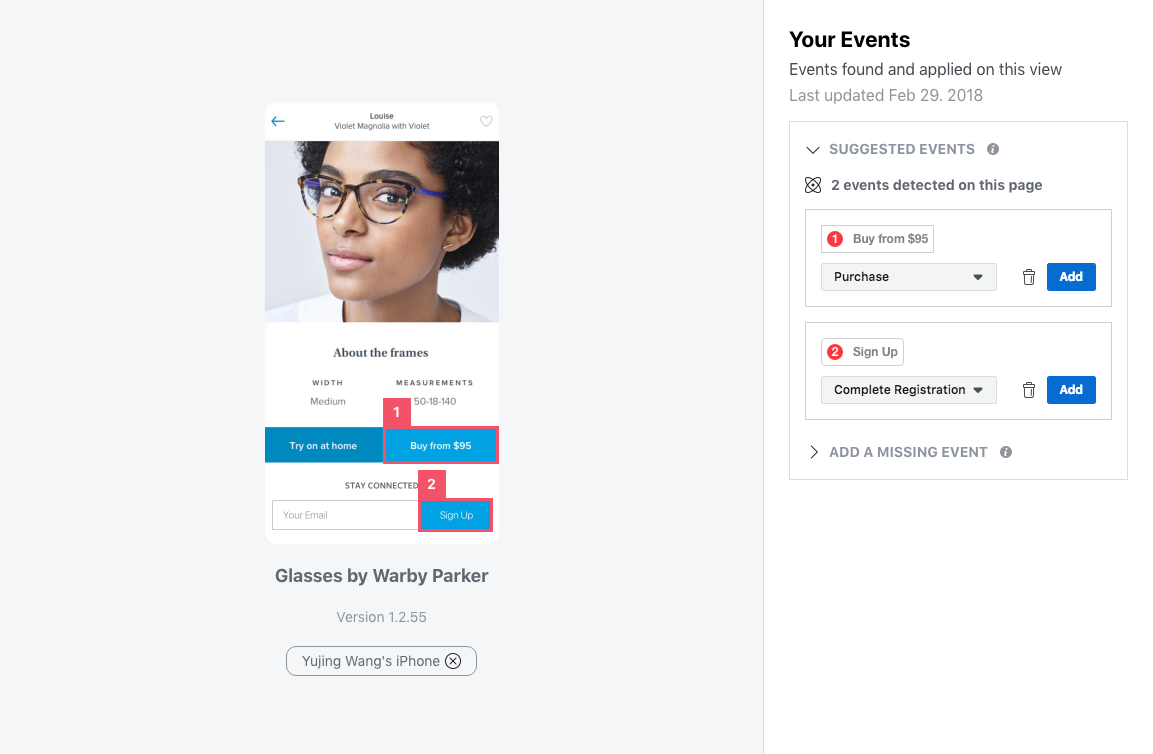 Louise
Violet Magnolia with Violet
About the frames
WIDTH
MEASUREMENTS
Medium
50-18-140
1
Try on at home
Buy from $95
STAY CONNECTED
2
Your Email
Sign Up
Glasses by Warby Parker
Version 1.2.55
Yujing Wang's iPhone
Your Events
Events found and applied on this view
Last updated Feb 29. 2018
SUGGESTED EVENTS
2 events detected on this page
1 Buy from $95
Purchase
Add
2 Sign Up
Complete Registration
Add
ADD A MISSING EVENT